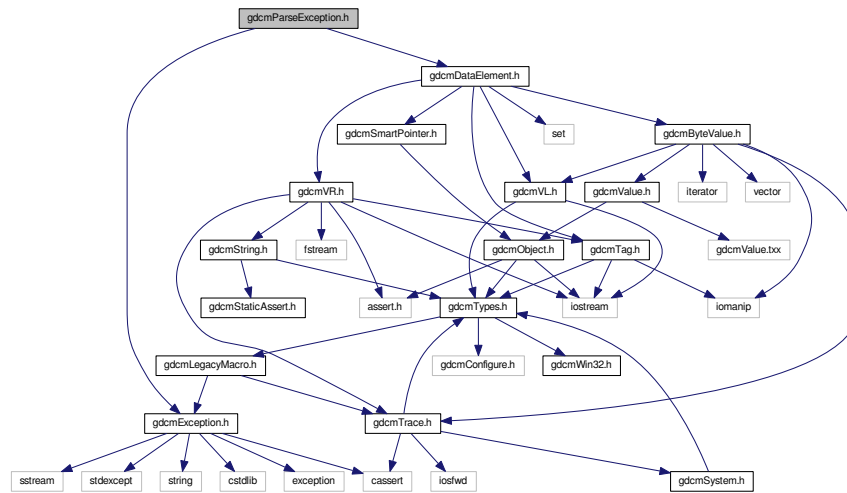 gdcmParseException.h
gdcmDataElement.h
gdcmSmartPointer.h
set
gdcmByteValue.h
gdcmVR.h
gdcmVL.h
gdcmValue.h
iterator
vector
gdcmString.h
fstream
gdcmObject.h
gdcmTag.h
gdcmValue.txx
gdcmStaticAssert.h
assert.h
gdcmTypes.h
iostream
iomanip
gdcmLegacyMacro.h
gdcmConfigure.h
gdcmWin32.h
gdcmException.h
gdcmTrace.h
sstream
stdexcept
string
cstdlib
exception
cassert
iosfwd
gdcmSystem.h